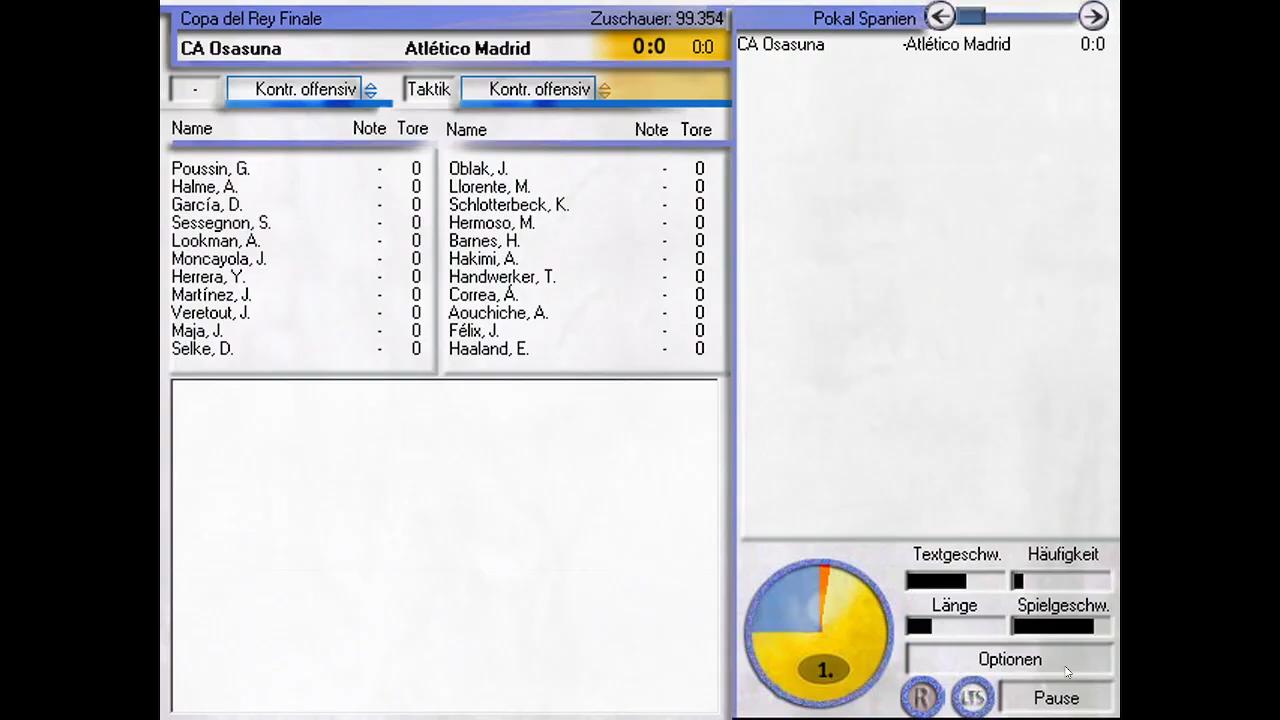 Copa del Rey Finale Zuschauer: 99.354
CA Osasuna Atlético Madrid 0:0 0:0
- Kontr. offensiv Taktik Kontr. offensiv
Name Note Tore Name Note Tore
Poussin, G. - 0 Oblak, J. - 0
Halme, A. - 0 Llorente, M. - 0
García, D. - 0 Schlotterbeck, K. - 0
Sessegnon, S. - 0 Hermoso, M. - 0
Lookman, A. - 0 Barnes, H. - 0
Moncayola, J. - 0 Hakimi, A. - 0
Herrera, Y. - 0 Handwerker, T. - 0
Martínez, J. - 0 Correa, Á. - 0
Veretout, J. - 0 Aouchiche, A. - 0
Maja, J. - 0 Félix, J. - 0
Selke, D. - 0 Haaland, E. - 0
Pokal Spanien
CA Osasuna -Atlético Madrid 0:0
Textgeschw. Häufigkeit
Länge Spielgeschw.
Optionen
1.
R LTS Pause